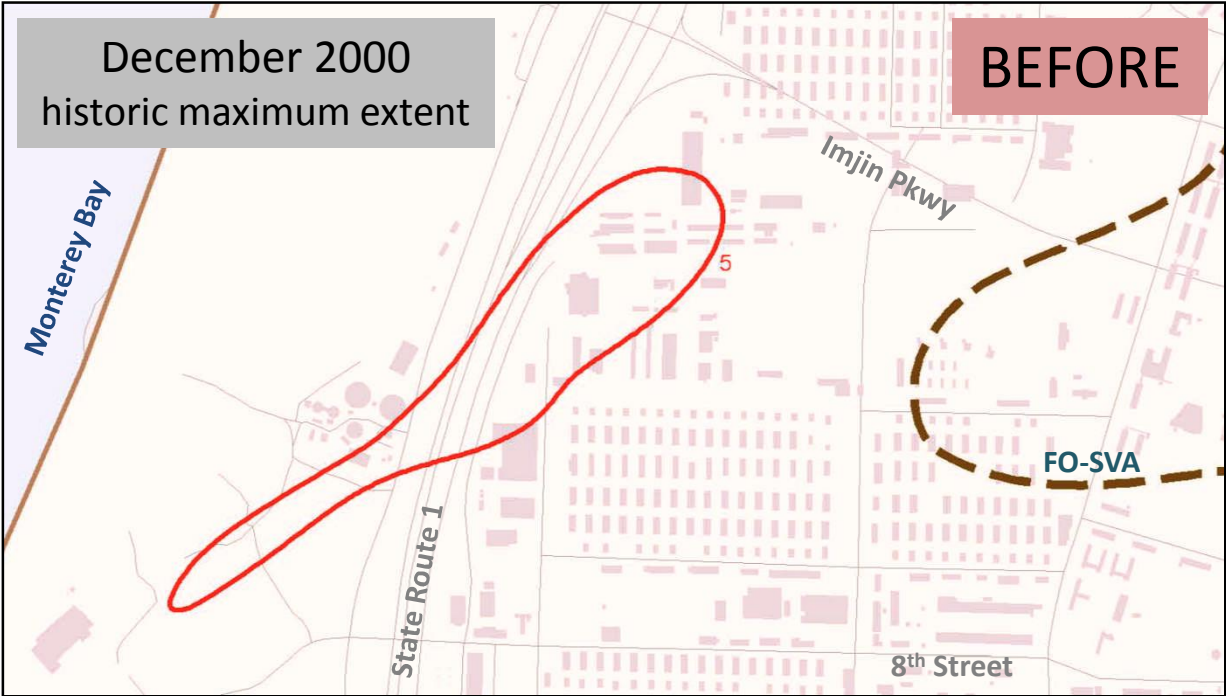 December 2000
historic maximum extent
BEFORE
Imjin Pkwy
Monterey Bay
5
FO-SVA
State Route 1
8th Street